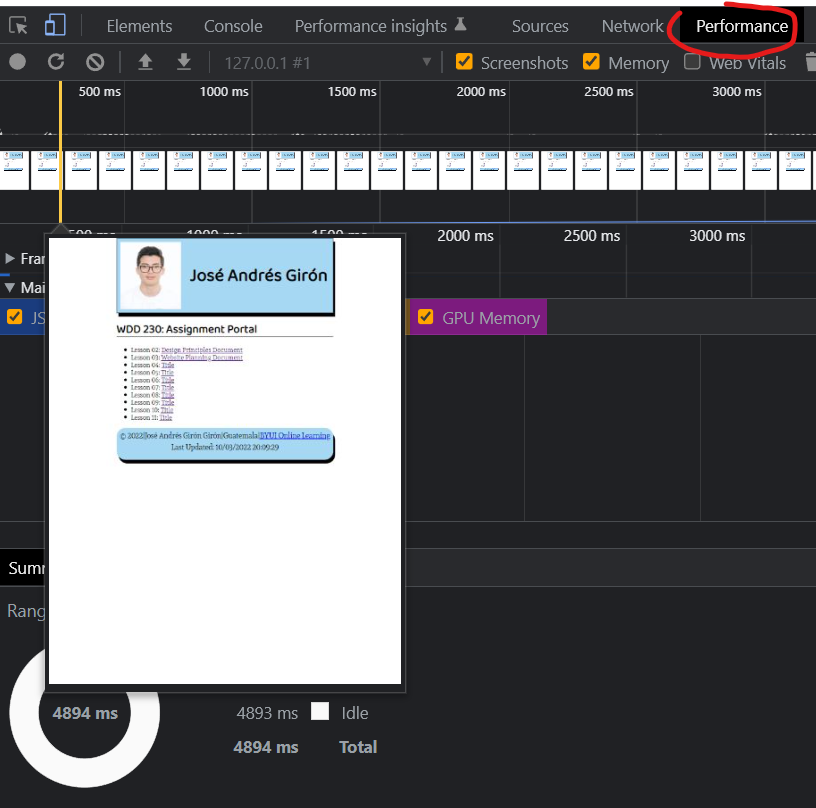 Elements Console Performance insights Sources Network Performance
127.0.0.1 #1 Screenshots Memory Web Vitals
500 ms 1000 ms 1500 ms 2000 ms 2500 ms 3000 ms
500 ms 1000 ms 1500 ms 2000 ms 2500 ms 3000 ms
Fra
Mai
JS GPU Memory
José Andrés Girón
WDD 230: Assignment Portal
Lesson 02: Design Principles Document
Lesson 03: Website Planning Document
Lesson 04: Title
Lesson 05: Title
Lesson 06: Title
Lesson 07: Title
Lesson 08: Title
Lesson 09: Title
Lesson 10: Title
Lesson 11: Title
© 2022|José Andrés Girón Girón|Guatemala|BYUI Online Learning
Last Updated: 10/03/2022 20:09:29
Summ
Rang
4894 ms 4893 ms Idle
4894 ms Total